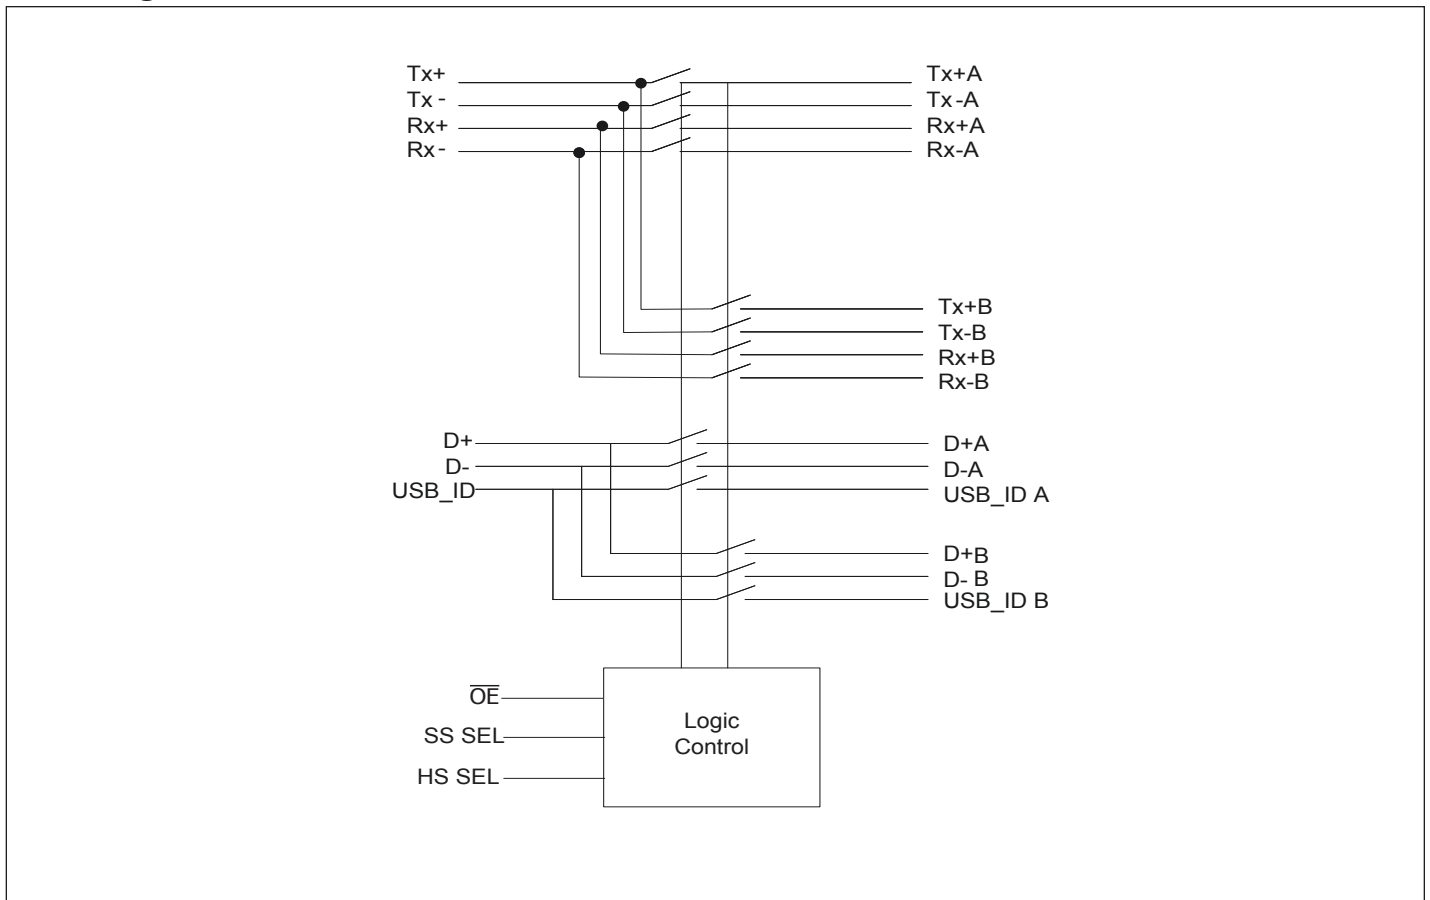 Tx+ Tx+A
Tx - Tx -A
Rx+ Rx+A
Rx - Rx-A
Tx+B
Tx-B
Rx+B
Rx-B
D+ D+A
D- D-A
USB_ID USB_ID A
D+B
D- B
USB_ID B
OE
SS SEL
HS SEL
Logic
Control